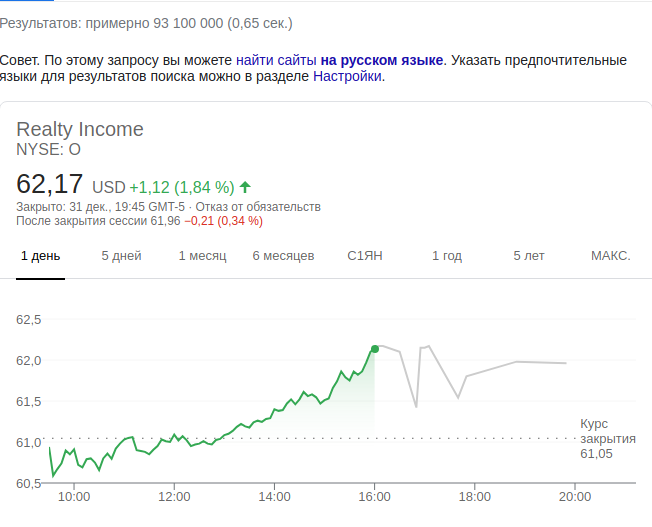 Результатов: примерно 93 100 000 (0,65 сек.)
Совет. По этому запросу вы можете найти сайты на русском языке. Указать предпочтительные
языки для результатов поиска можно в разделе Настройки.
Realty Income
NYSE: O
62,17 USD +1,12 (1,84 %)
Закрыто: 31 дек., 19:45 GMT-5 · Отказ от обязательств
После закрытия сессии 61,96 −0,21 (0,34 %)
1 день 5 дней 1 месяц 6 месяцев С1ЯН 1 год 5 лет МАКС.
62,5
62,0
61,5
61,0
60,5
Курс
закрытия
61,05
10:00 12:00 14:00 16:00 18:00 20:00